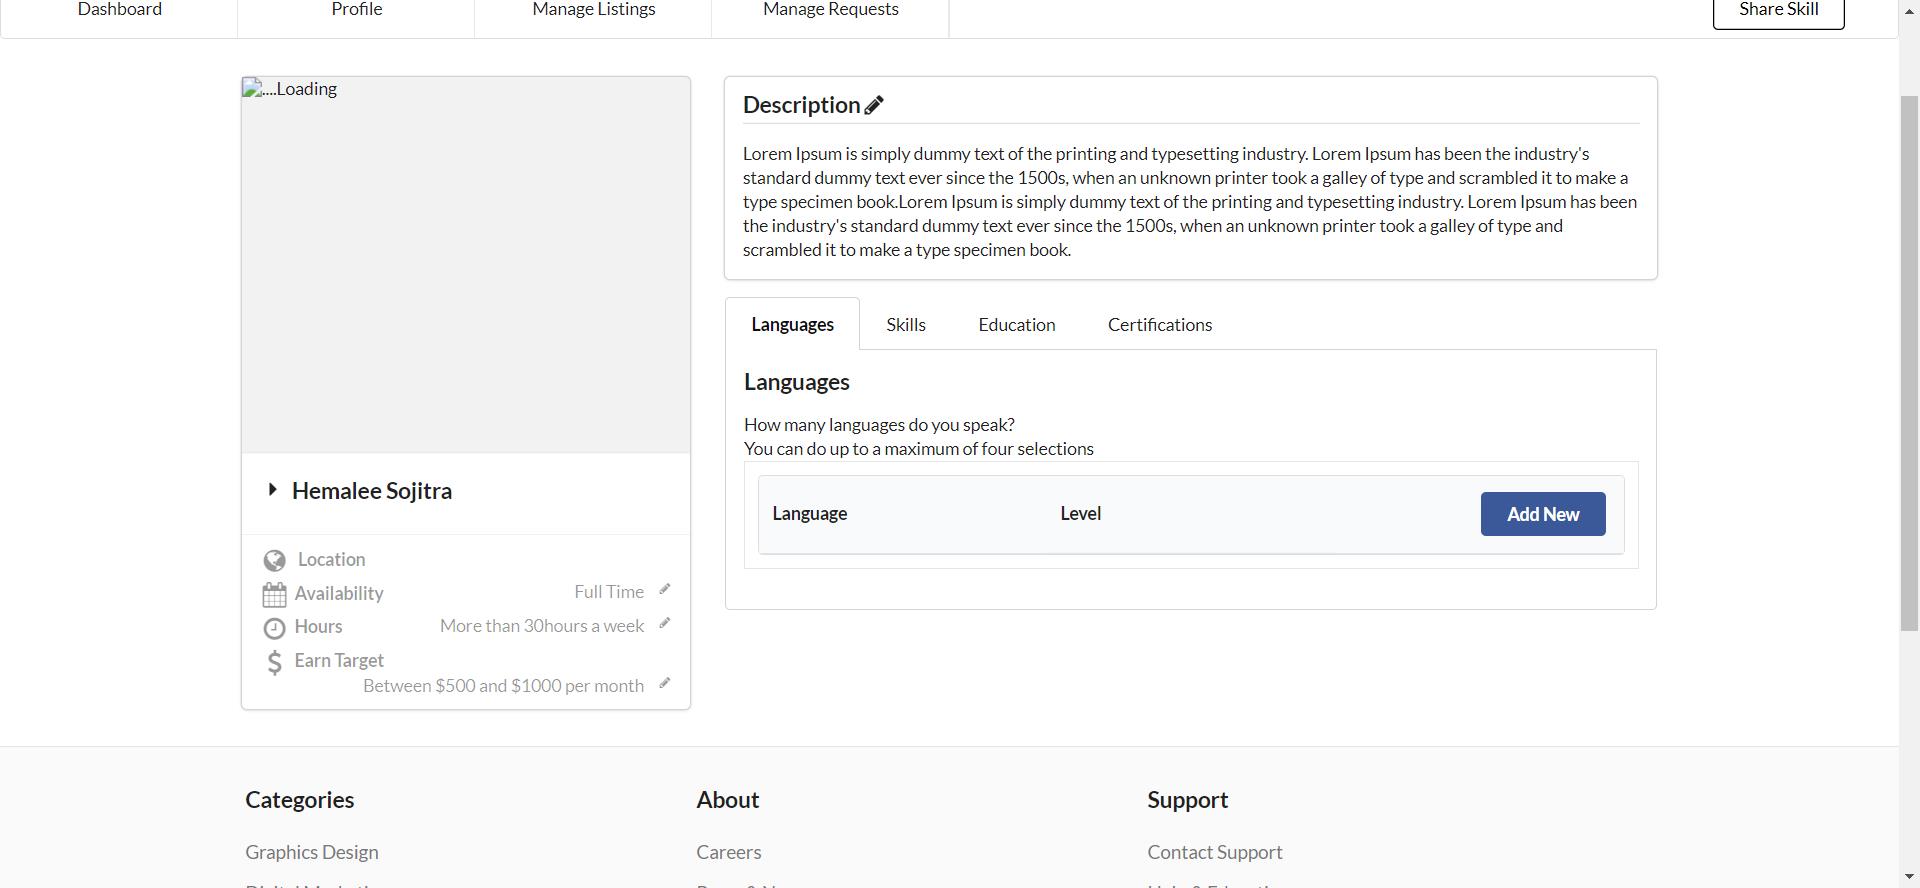 Dashboard
Profile
Manage Listings
Manage Requests
Share Skill
....Loading
Hemalee Sojitra
Location
Availability
Full Time
Hours
More than 30hours a week
Earn Target
Between $500 and $1000 per month
Description
Lorem Ipsum is simply dummy text of the printing and typesetting industry. Lorem Ipsum has been the industry's
standard dummy text ever since the 1500s, when an unknown printer took a galley of type and scrambled it to make a
type specimen book.Lorem Ipsum is simply dummy text of the printing and typesetting industry. Lorem Ipsum has been
the industry's standard dummy text ever since the 1500s, when an unknown printer took a galley of type and
scrambled it to make a type specimen book.
Languages
Skills
Education
Certifications
Languages
How many languages do you speak?
You can do up to a maximum of four selections
Language
Level
Add New
Categories
Graphics Design
About
Careers
Support
Contact Support